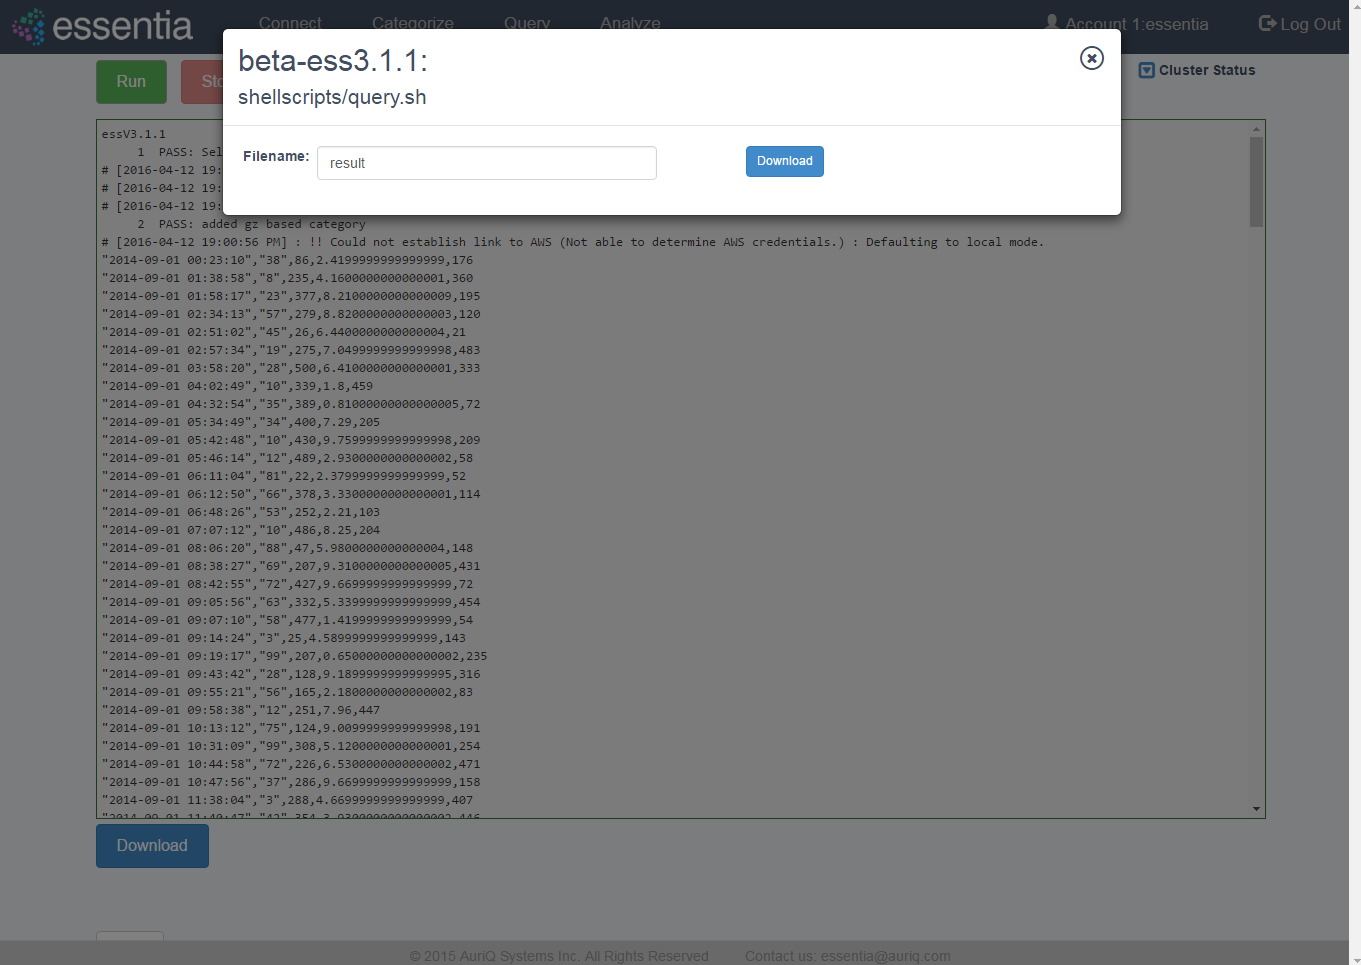 essentia
Connect Categorize Query Analyze
Account 1:essentia Log Out
beta-ess3.1.1:
shellscripts/query.sh
Run Sto
Cluster Status
Filename: result Download
essV3.1.1
1 PASS: Sel
# [2016-04-12 19:
# [2016-04-12 19:
# [2016-04-12 19:
2 PASS: added gz based category
# [2016-04-12 19:00:56 PM] : !! Could not establish link to AWS (Not able to determine AWS credentials.) : Defaulting to local mode.
"2014-09-01 00:23:10","38",86,2.4199999999999999,176
"2014-09-01 01:38:58","8",235,4.1600000000000001,360
"2014-09-01 01:58:17","23",377,8.2100000000000009,195
"2014-09-01 02:34:13","57",279,8.8200000000000003,120
"2014-09-01 02:51:02","45",26,6.4400000000000004,21
"2014-09-01 02:57:34","19",275,7.0499999999999998,483
"2014-09-01 03:58:20","28",500,6.4100000000000001,333
"2014-09-01 04:02:49","10",339,1.8,459
"2014-09-01 04:32:54","35",389,0.81000000000000005,72
"2014-09-01 05:34:49","34",400,7.29,205
"2014-09-01 05:42:48","10",430,9.7599999999999998,209
"2014-09-01 05:46:14","12",489,2.9300000000000002,58
"2014-09-01 06:11:04","81",22,2.3799999999999999,52
"2014-09-01 06:12:50","66",378,3.3300000000000001,114
"2014-09-01 06:48:26","53",252,2.21,103
"2014-09-01 07:07:12","10",486,8.25,204
"2014-09-01 08:06:20","88",47,5.9800000000000004,148
"2014-09-01 08:38:27","69",207,9.3100000000000005,431
"2014-09-01 08:42:55","72",427,9.6699999999999999,72
"2014-09-01 09:05:56","63",332,5.3399999999999999,454
"2014-09-01 09:07:10","58",477,1.4199999999999999,54
"2014-09-01 09:14:24","3",25,4.5899999999999999,143
"2014-09-01 09:19:17","99",207,0.65000000000000002,235
"2014-09-01 09:43:42","28",128,9.1899999999999995,316
"2014-09-01 09:55:21","56",165,2.1800000000000002,83
"2014-09-01 09:58:38","12",251,7.96,447
"2014-09-01 10:13:12","75",124,9.0099999999999998,191
"2014-09-01 10:31:09","99",308,5.1200000000000001,254
"2014-09-01 10:44:58","72",226,6.5300000000000002,471
"2014-09-01 10:47:56","37",286,9.6699999999999999,158
"2014-09-01 11:38:04","3",288,4.6699999999999999,407
"2014-09-01 11:40:47","42",354,3.9300000000000002,446
Download
© 2015 AuriQ Systems Inc. All Rights Reserved Contact us: essentia@auriq.com